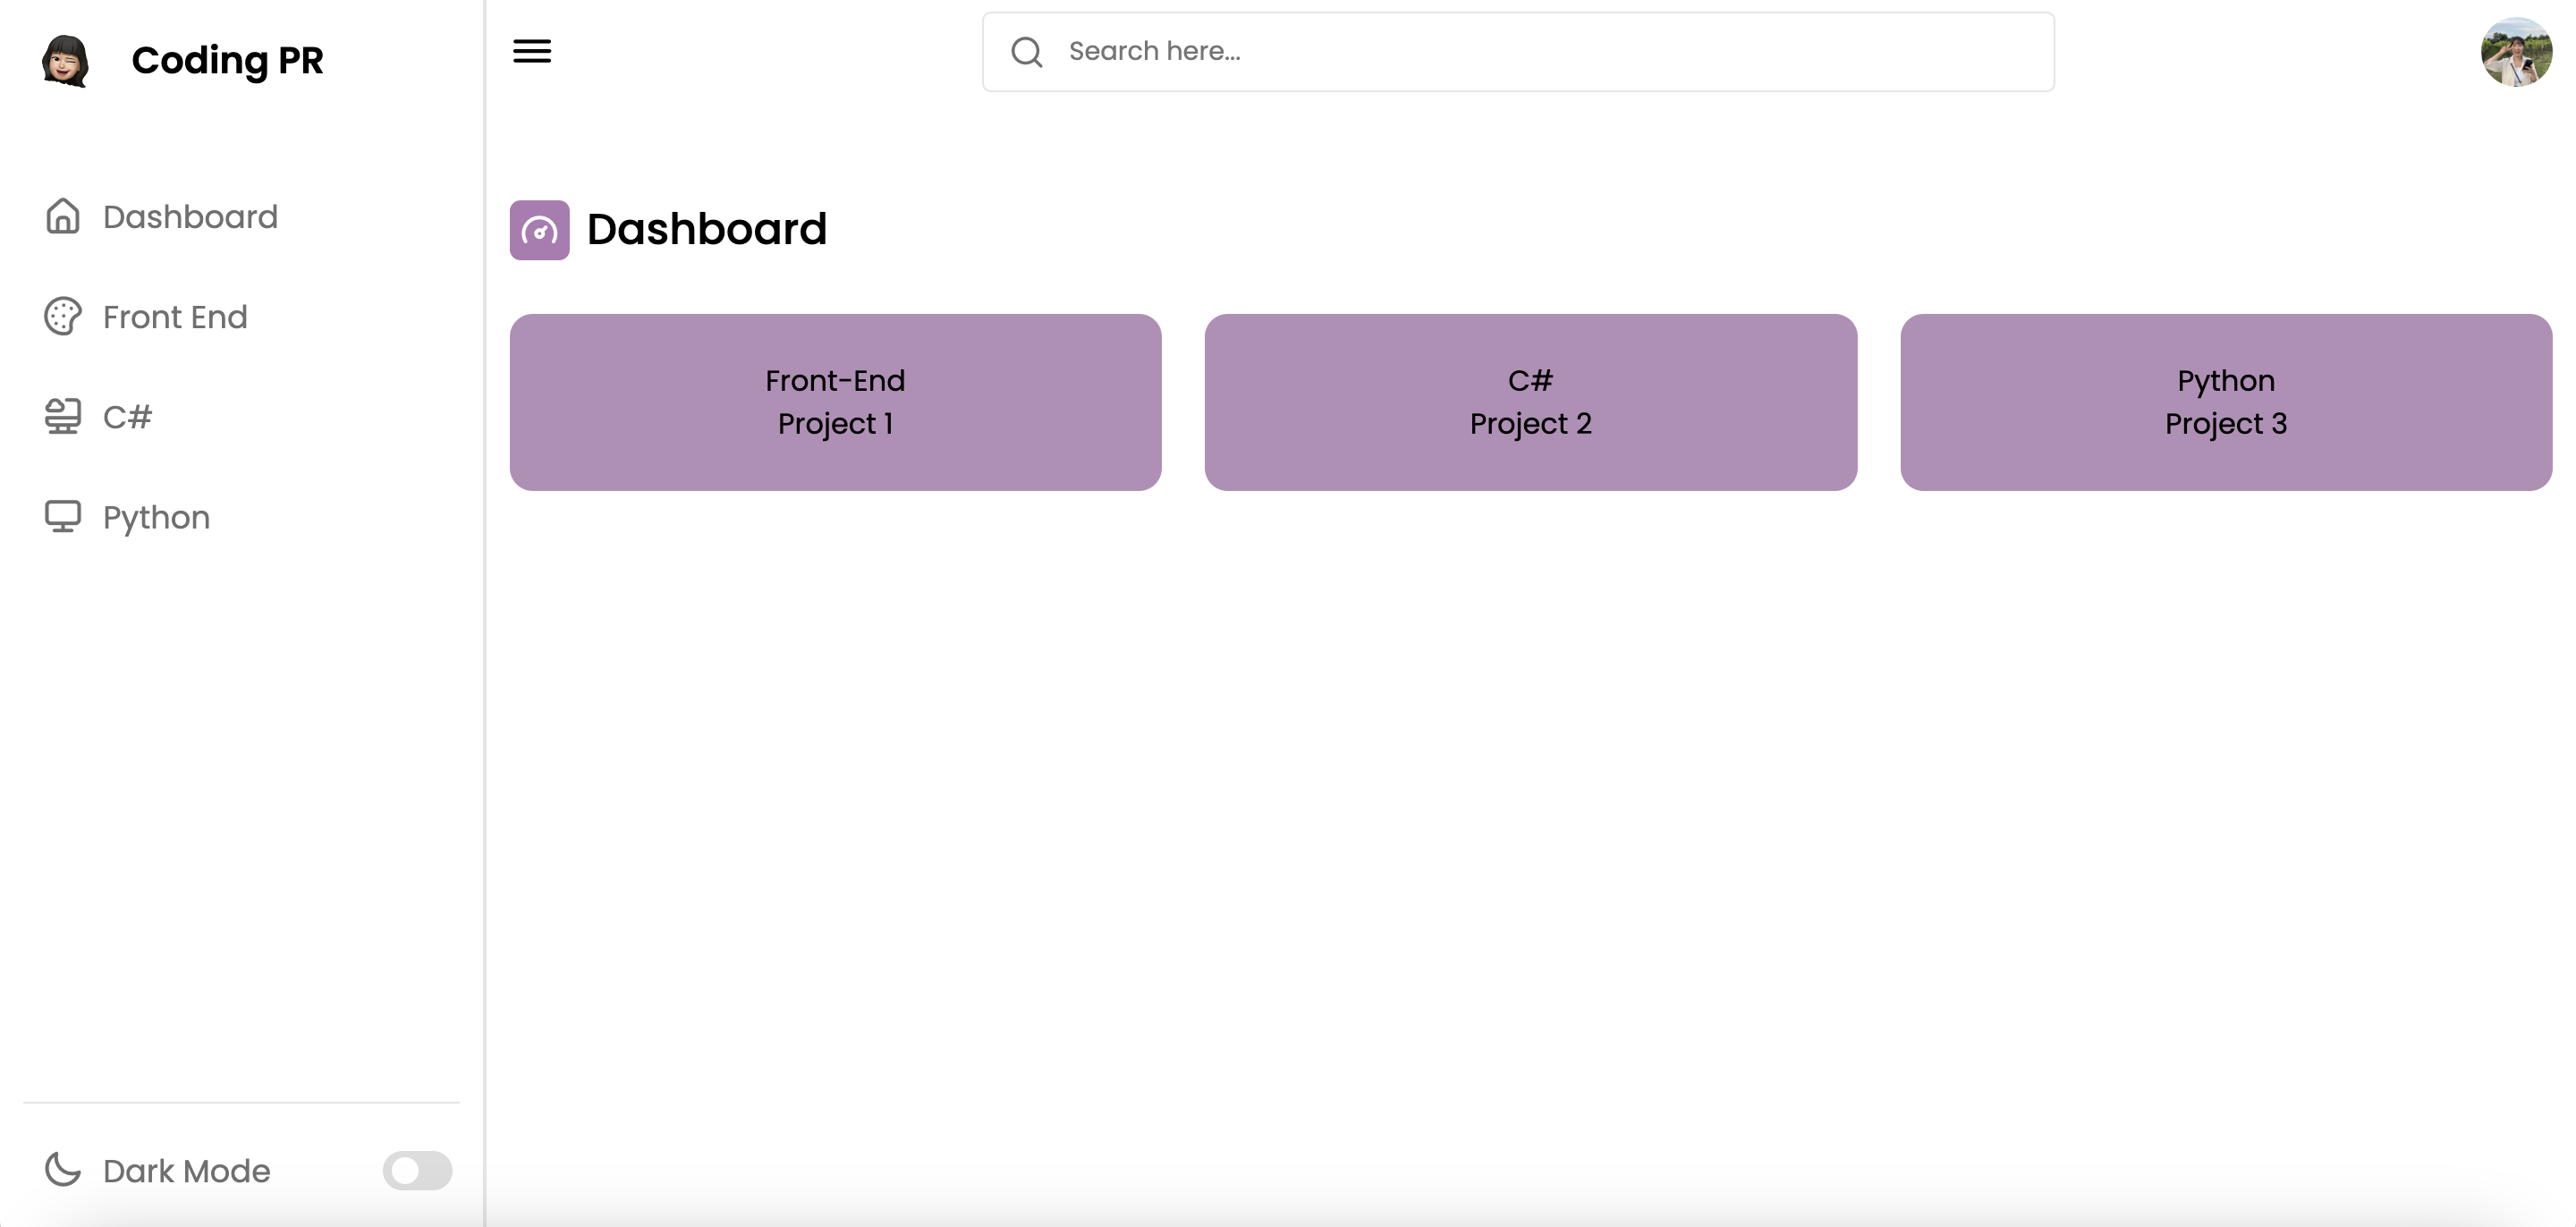 Coding PR
Search here...
Dashboard
Front End
C#
Python
Dark Mode
Dashboard
Front-End
Project 1
C#
Project 2
Python
Project 3